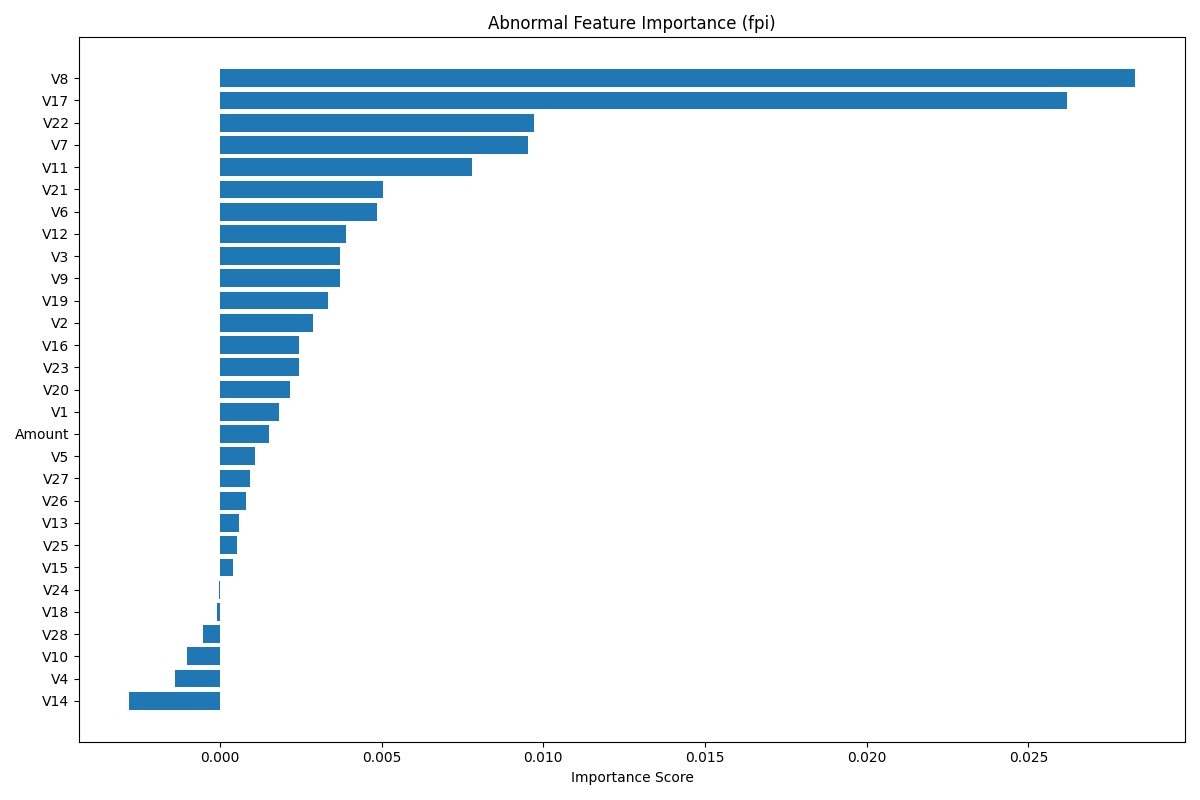 Abnormal Feature Importance (fpi)
V8
V17
V22
V7
V11
V21
V6
V12
V3
V9
V19
V2
V16
V23
V20
V1
Amount
V5
V27
V26
V13
V25
V15
V24
V18
V28
V10
V4
V14
0.000 0.005 0.010 0.015 0.020 0.025
Importance Score